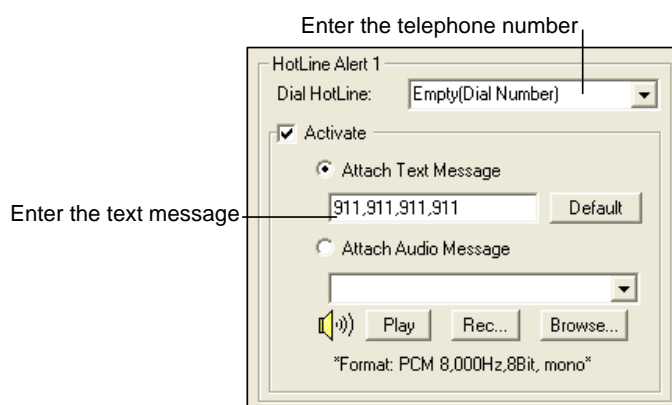 Enter the telephone number
HotLine Alert 1
Dial HotLine: Empty(Dial Number)
Activate
Attach Text Message
Enter the text message 911,911,911,911 Default
Attach Audio Message
Play Rec... Browse...
*Format: PCM 8,000Hz,8Bit, mono*